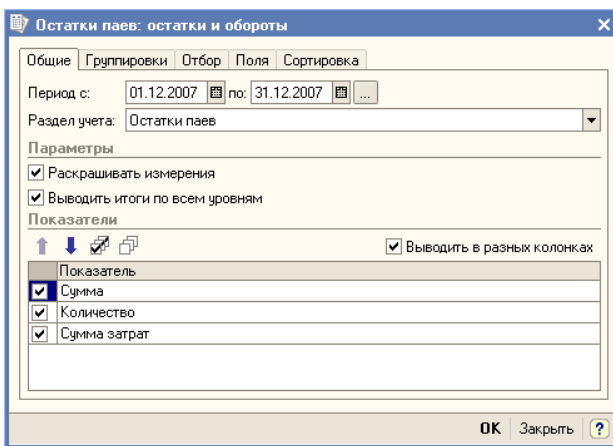 Остатки паев: остатки и обороты
Общие Группировки Отбор Поля Сортировка
Период с: 01.12.2007 по: 31.12.2007 ...
Раздел учета: Остатки паев
Параметры
Раскрашивать измерения
Выводить итоги по всем уровням
Показатели
Выводить в разных колонках
Показатель
Сумма
Количество
Сумма затрат
OK Закрыть ?